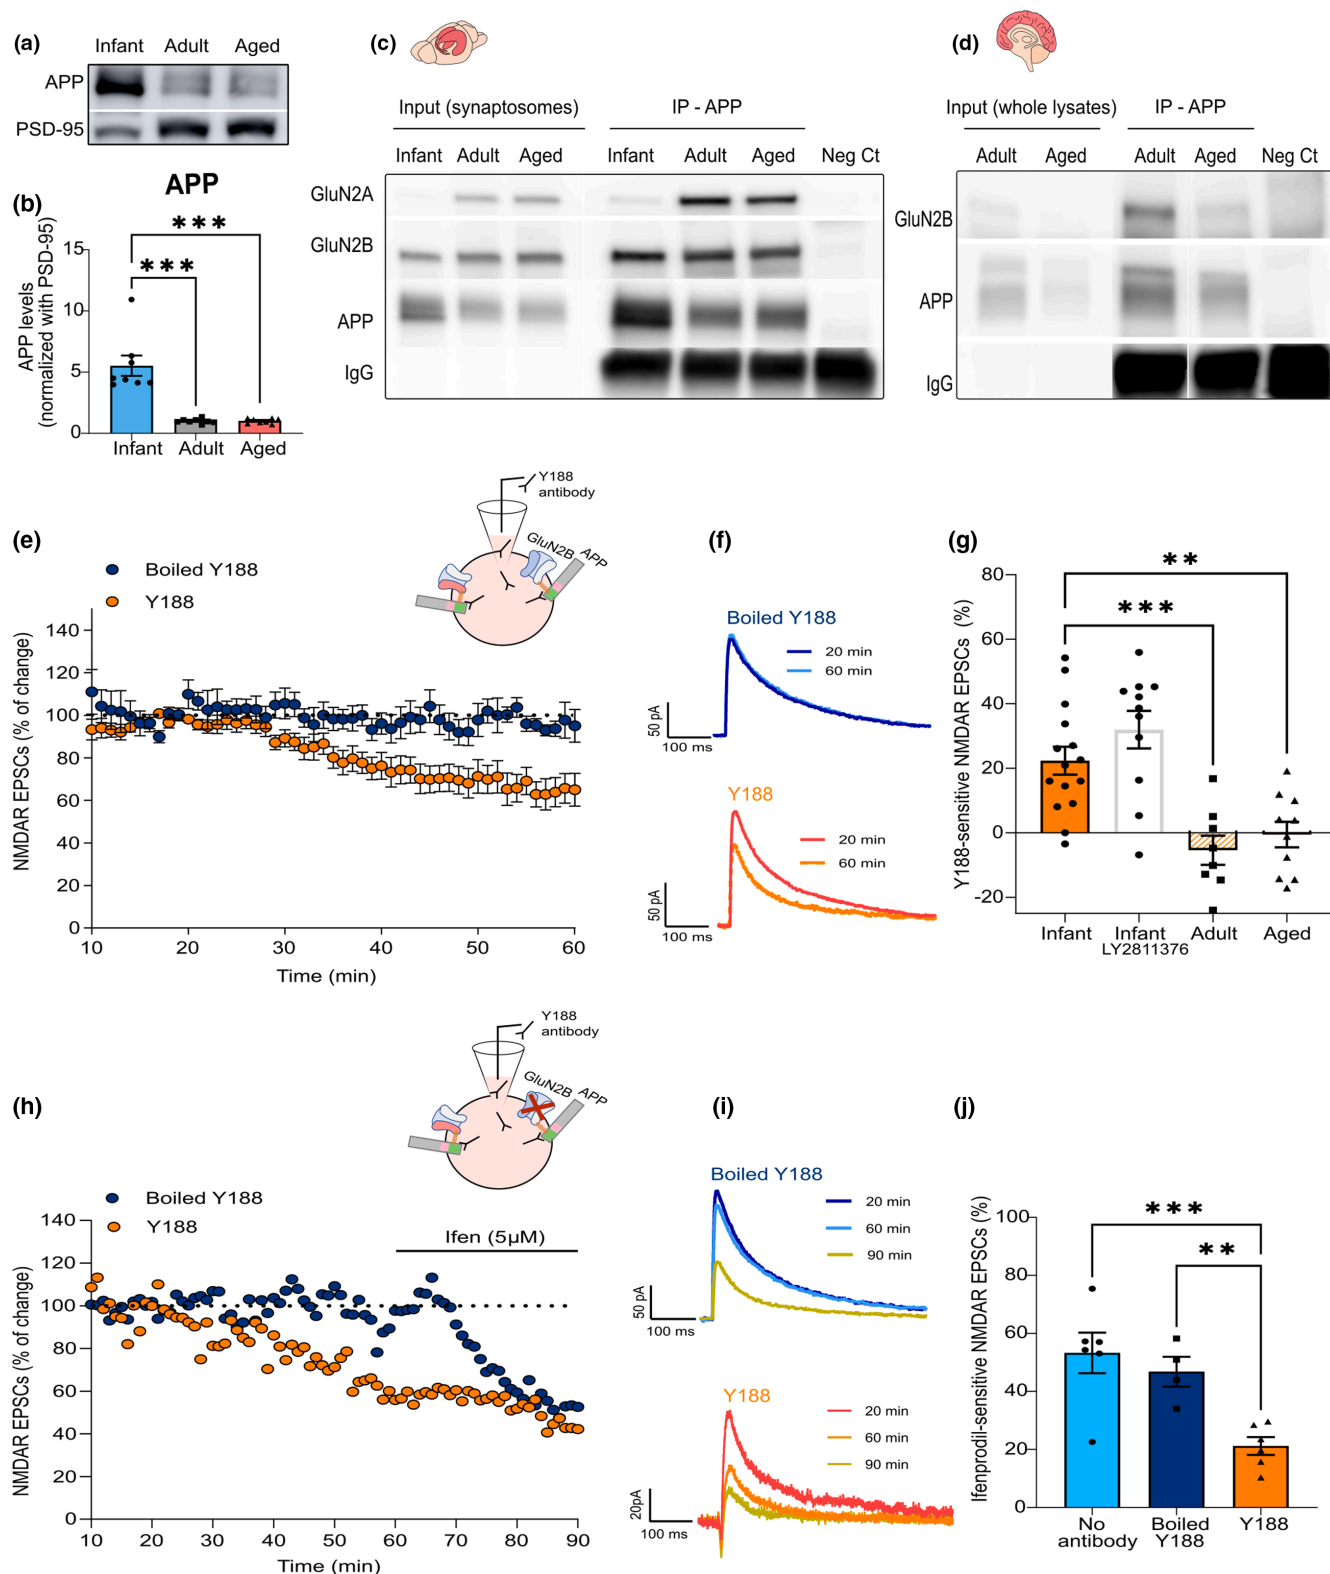 (a)
Infant Adult Aged
APP
PSD-95
(b)
APP
APP levels
(normalized with PSD-95)
15
10
5
0
***
***
Infant Adult Aged
(c)
Input (synaptosomes) IP - APP
Infant Adult Aged Infant Adult Aged Neg Ct
GluN2A
GluN2B
APP
IgG
(d)
Input (whole lysates) IP - APP
Adult Aged Adult Aged Neg Ct
GluN2B
APP
IgG
(e)
Y188
antibody
GluN2B
APP
Boiled Y188
Y188
NMDAR EPSCs (% of change)
140
120
100
80
60
40
20
0
10 20 30 40 50 60
Time (min)
(f)
Boiled Y188
20 min
60 min
50 pA
100 ms
Y188
20 min
60 min
50 pA
100 ms
(g)
Y188-sensitive NMDAR EPSCs (%)
80
60
40
20
0
-20
**
***
Infant Infant Adult Aged
LY2811376
(h)
Y188
antibody
GluN2B
APP
Boiled Y188
Y188
Ifen (5µM)
NMDAR EPSCs (% of change)
140
120
100
80
60
40
20
0
10 20 30 40 50 60 70 80 90
Time (min)
(i)
Boiled Y188
20 min
60 min
90 min
50 pA
100 ms
Y188
20 min
60 min
90 min
20pA
100 ms
(j)
Ifenprodil-sensitive NMDAR EPSCs (%)
100
80
60
40
20
0
***
**
No Boiled Y188
antibody Y188